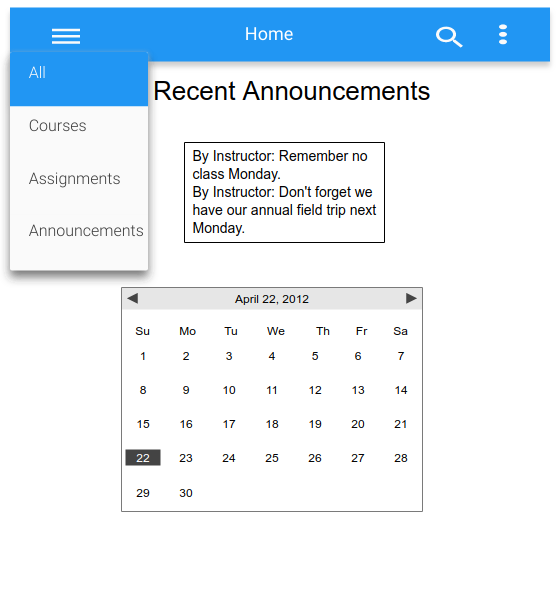 Home
All
Courses
Assignments
Announcements
Recent Announcements
By Instructor: Remember no
class Monday.
By Instructor: Don't forget we
have our annual field trip next
Monday.
April 22, 2012
Su Mo Tu We Th Fr Sa
1 2 3 4 5 6 7
8 9 10 11 12 13 14
15 16 17 18 19 20 21
22 23 24 25 26 27 28
29 30